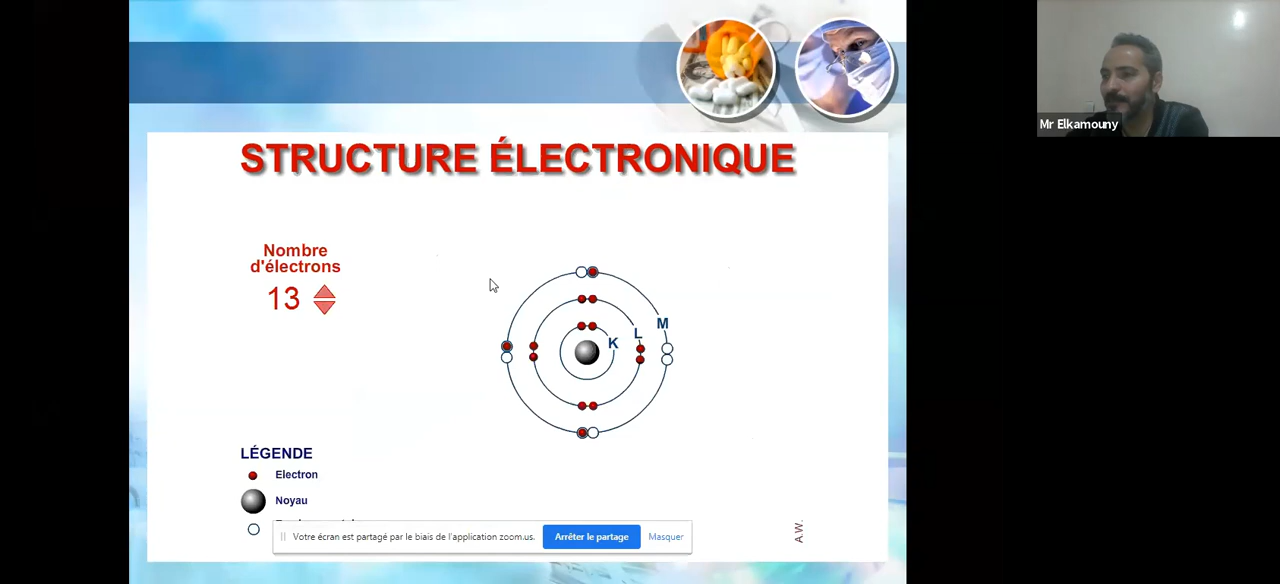 Mr Elkamouny
STRUCTURE ÉLECTRONIQUE
Nombre
d'électrons
13
M
L
K
LÉGENDE
Electron
Noyau
Votre écran est partagé par le biais de l'application zoom.us.
Arrêter le partage
Masquer
A.W.